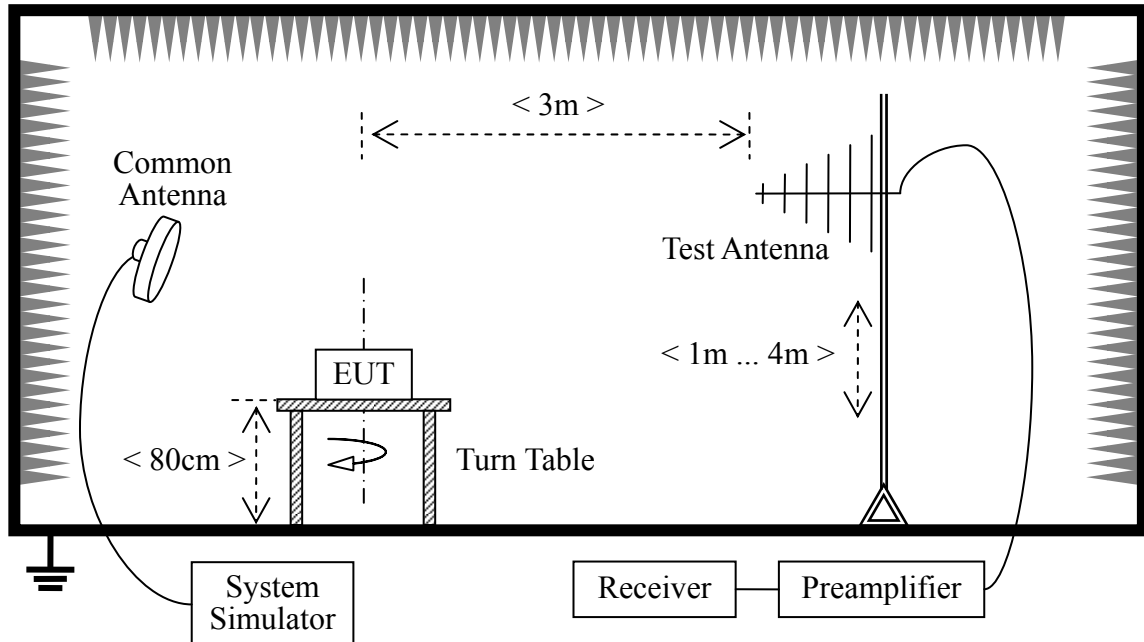 < 3m >
Common
Antenna
Test Antenna
< 1m ... 4m >
EUT
< 80cm >
Turn Table
System
Simulator
Receiver
Preamplifier